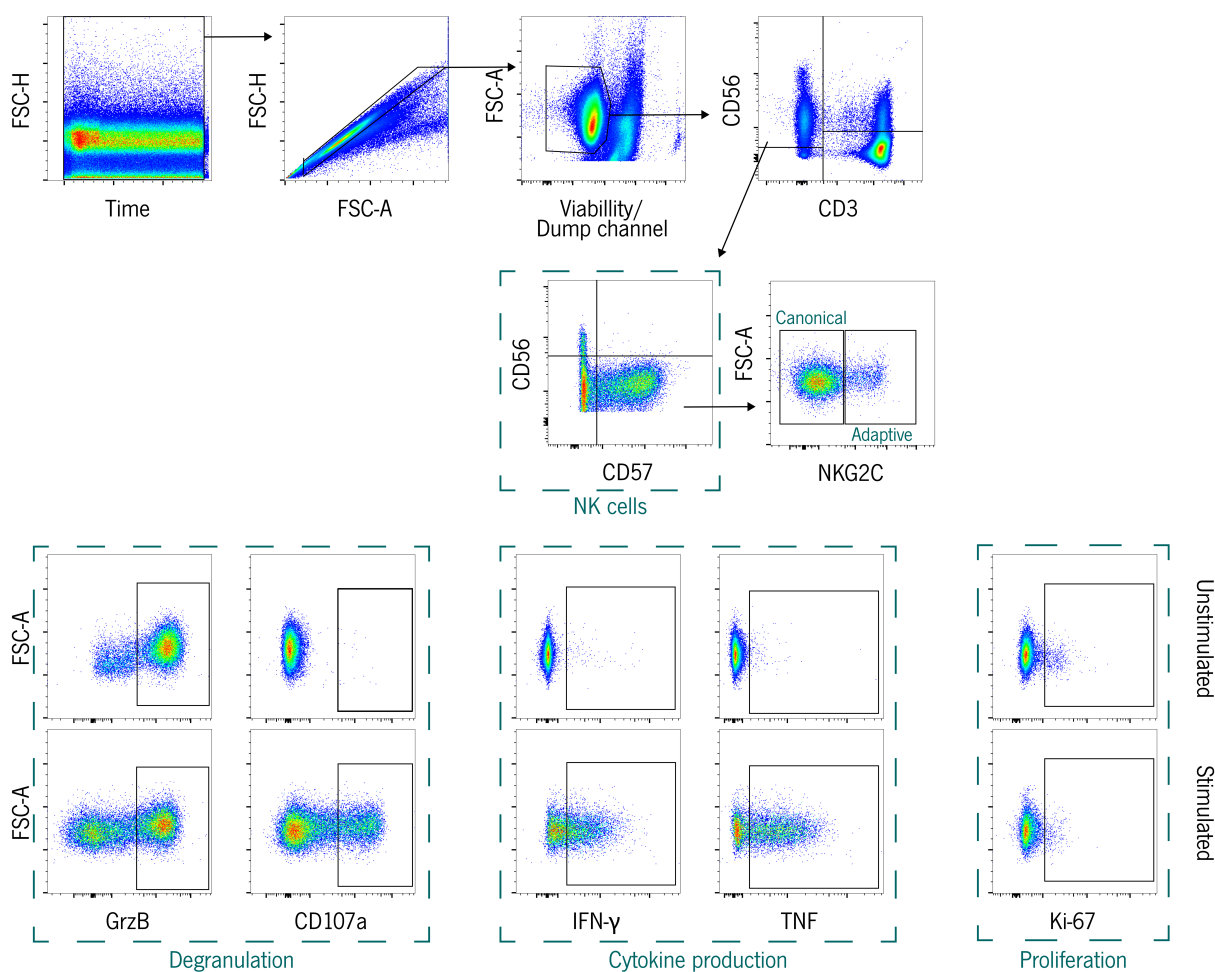 FSC-H
Time
FSC-H
FSC-A
FSC-A
Viabillity/
Dump channel
CD56
CD3
CD56
CD57
NK cells
FSC-A
Canonical
Adaptive
NKG2C
FSC-A
Unstimulated
FSC-A
Stimulated
GrzB
CD107a
IFN-γ
TNF
Ki-67
Degranulation
Cytokine production
Proliferation